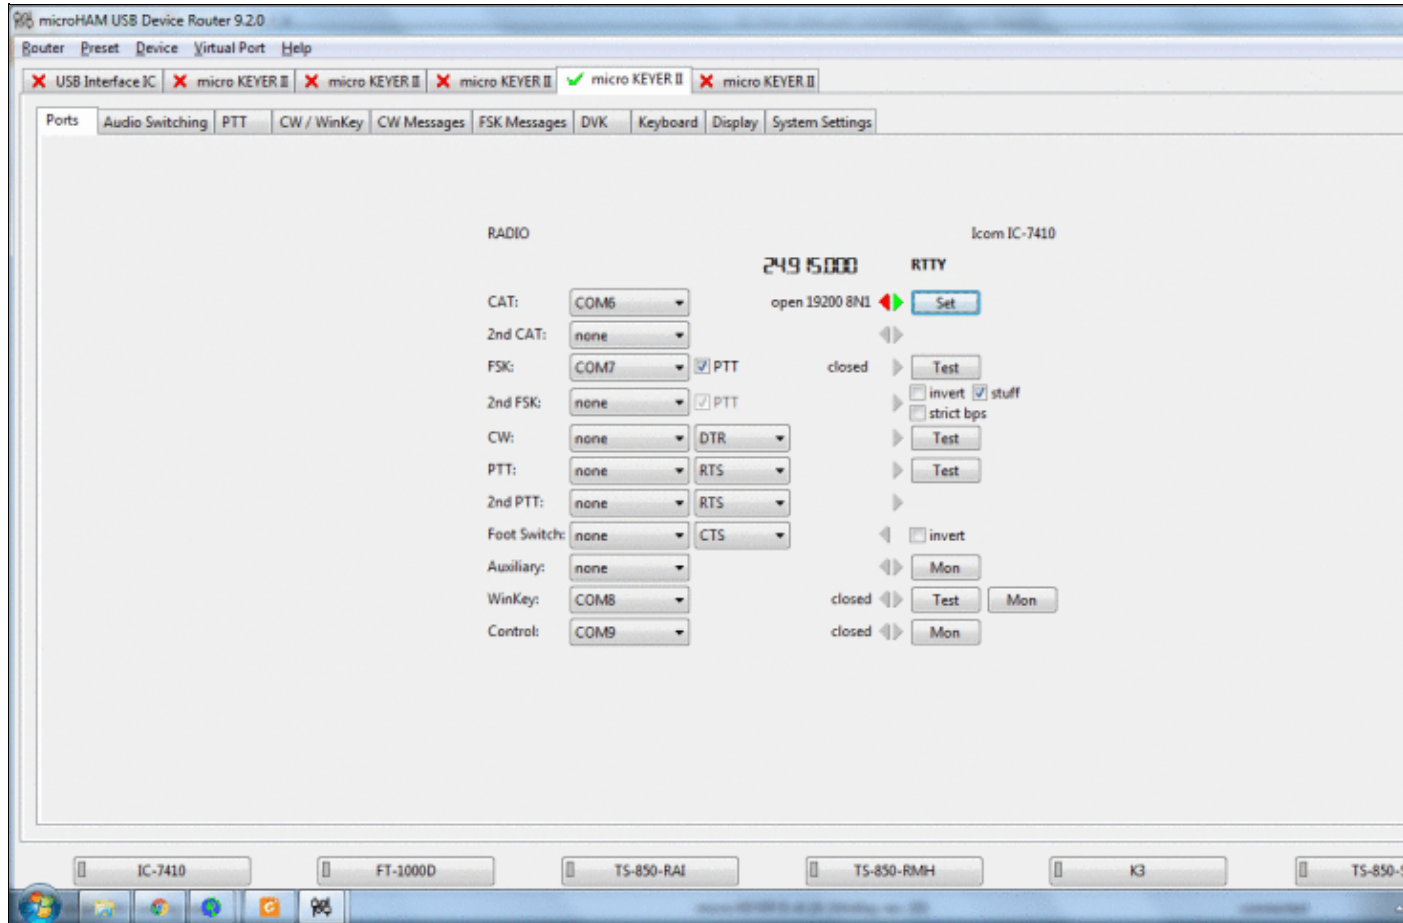 microHAM USB Device Router 9.2.0
Router Preset Device Virtual Port Help
USB Interface IC micro KEYER II micro KEYER II micro KEYER II micro KEYER II micro KEYER II
Ports Audio Switching PTT CW / WinKey CW Messages FSK Messages DVK Keyboard Display System Settings
RADIO Icom IC-7410
24.915.000 RTTY
CAT: COM6 open 19200 8N1 Set
2nd CAT: none
FSK: COM7 PTT closed Test
2nd FSK: none PTT invert stuff
strict bps
CW: none DTR Test
PTT: none RTS Test
2nd PTT: none RTS
Foot Switch: none CTS invert
Auxiliary: none Mon
WinKey: COM8 closed Test Mon
Control: COM9 closed Mon
IC-7410 FT-1000D TS-850-RAI TS-850-RMH K3 TS-850-